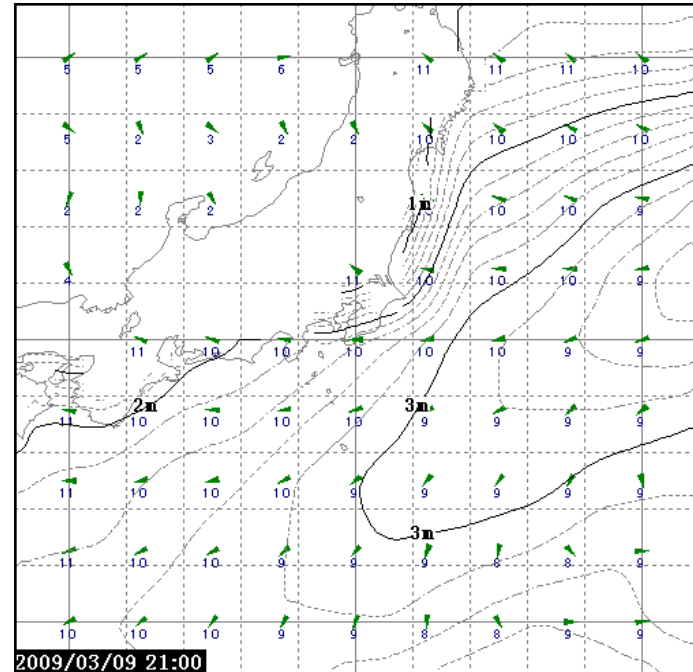 5 5 5 6 11 11 11 10
5 2 3 2 2 10 10 10 10
2 2 2 1m 10 10 9
4 11 10 10 10
11 10 10 10 10 10 9 9
2m 3m
11 10 10 10 10 9 9 9 9
11 10 10 10 9 9 9 9 9
3m
11 10 10 9 9 9 8 8 9
10 10 10 9 9 8 8 9 9
2009/03/09 21:00